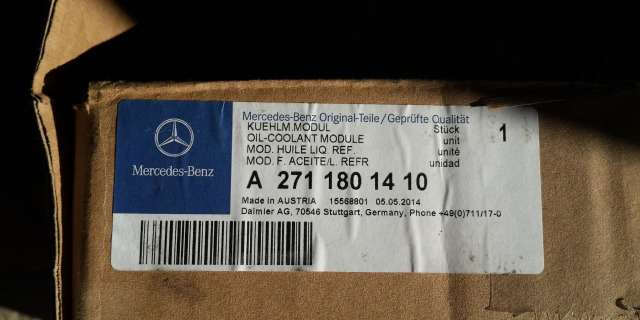 Mercedes-Benz Original-Teile/Geprüfte Qualität
KUEHLM.MODUL Stück 1
OIL-COOLANT MODULE unit
MOD. HUILE LIQ. REF. unité
MOD. F. ACEITE/L. REFR unidad
Mercedes-Benz
A 271 180 14 10
Made in AUSTRIA 15568801 05.05.2014
Daimler AG, 70546 Stuttgart, Germany, Phone +49(0)711/17-0